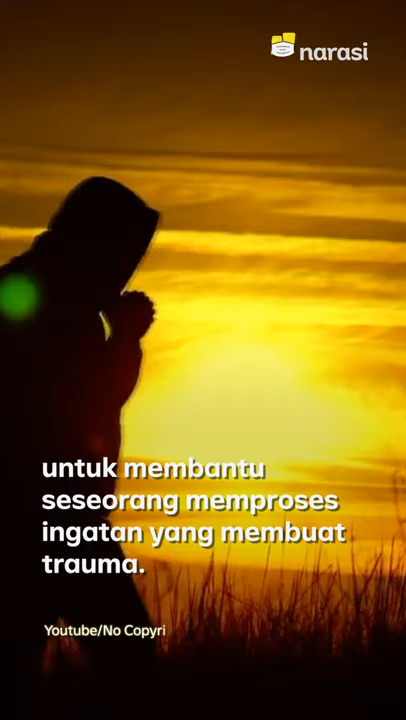 narasi
untuk membantu
seseorang memproses
ingatan yang membuat
trauma.
Youtube/No Copyri